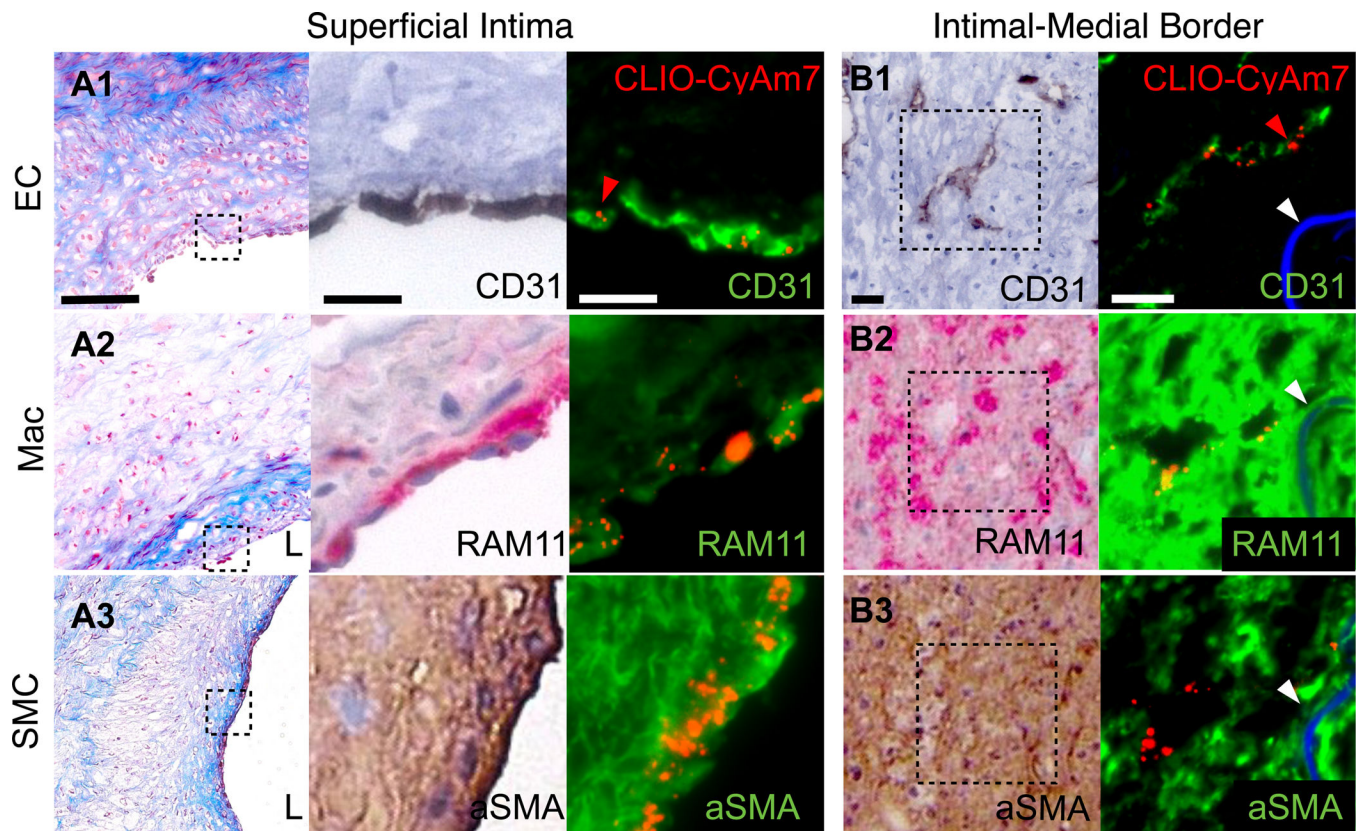 Superficial Intima
Intimal-Medial Border
EC
A1
CD31
CLIO-CyAm7
CD31
B1
CD31
CLIO-CyAm7
CD31
Mac
A2
L
RAM11
RAM11
B2
RAM11
RAM11
SMC
A3
L
aSMA
aSMA
B3
aSMA
aSMA